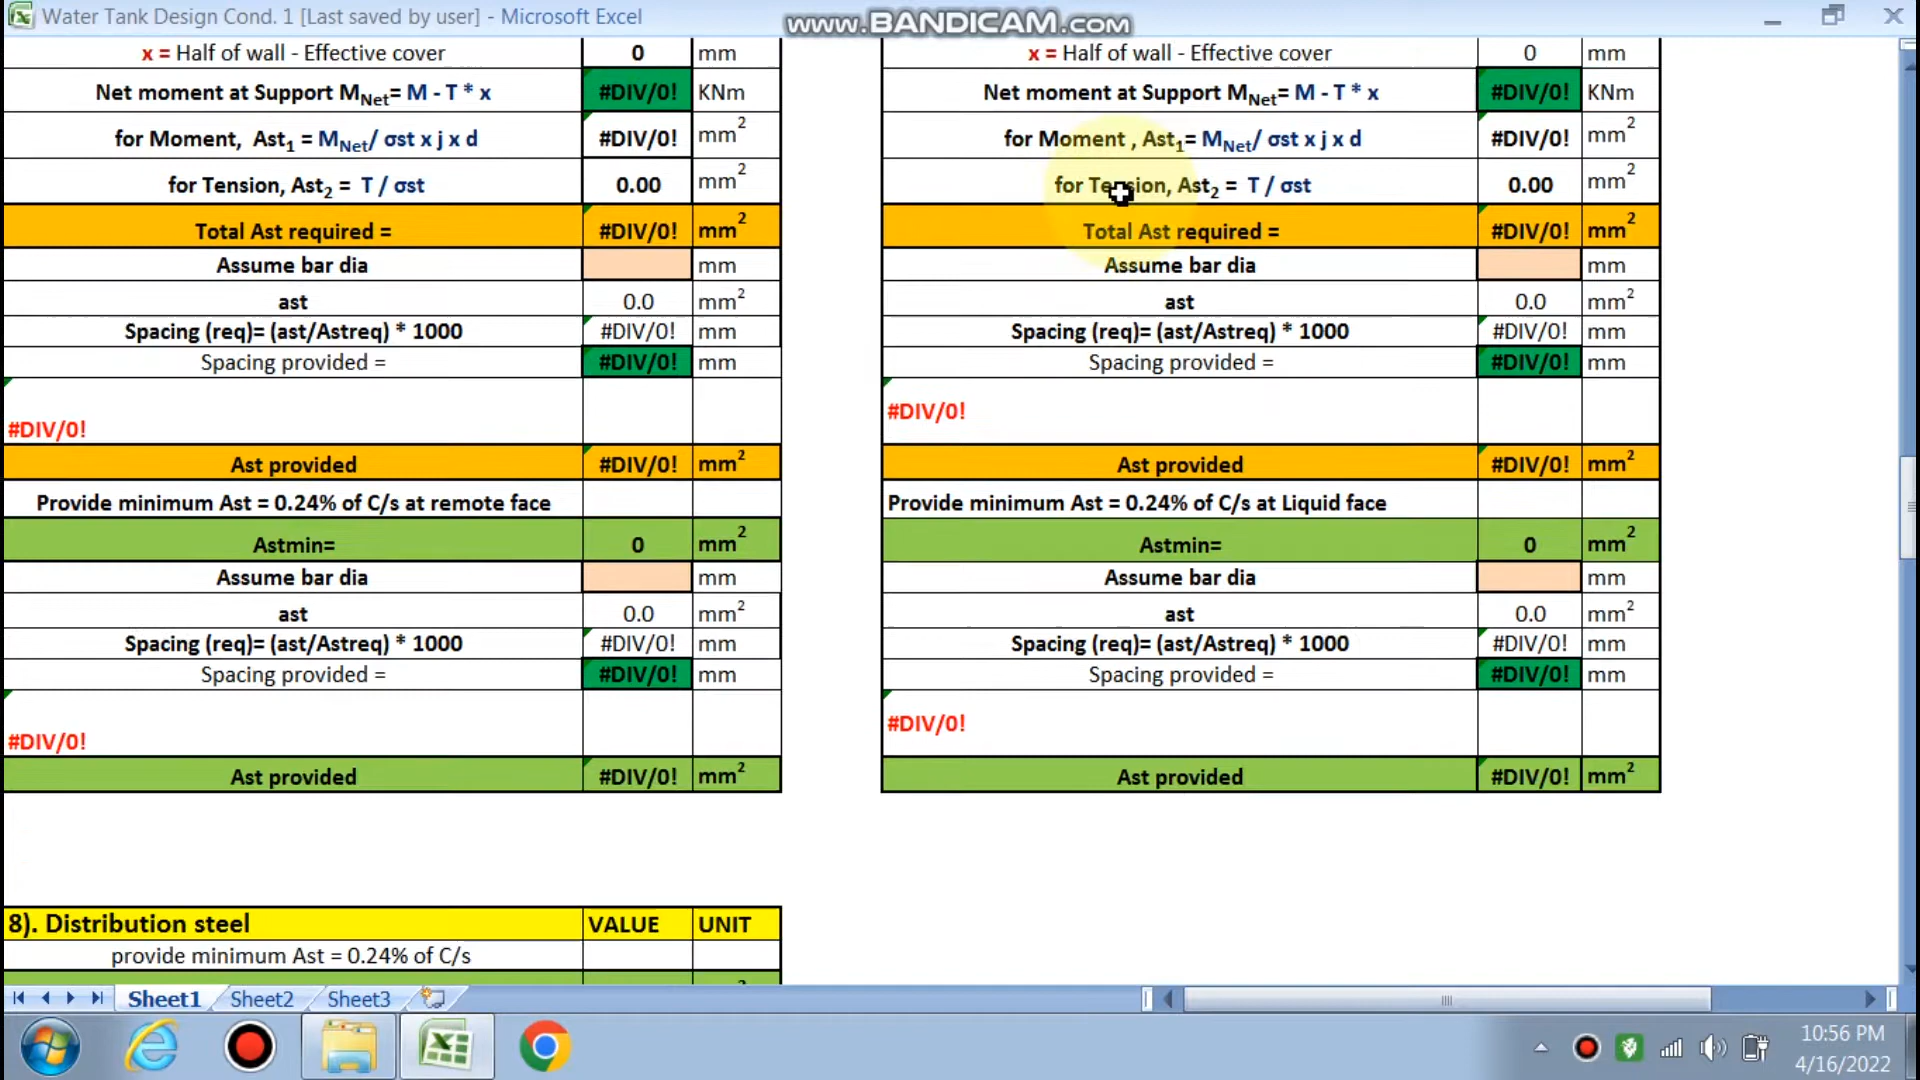 Water Tank Design Cond. 1 [Last saved by user] - Microsoft Excel
www.BANDICAM.com
x = Half of wall - Effective cover 0 mm
Net moment at Support MNet= M - T * x #DIV/0! KNm
for Moment, Ast1 = MNet/ σst x j x d #DIV/0! mm2
for Tension, Ast2 = T / σst 0.00 mm2
Total Ast required = #DIV/0! mm2
Assume bar dia mm
ast 0.0 mm2
Spacing (req)= (ast/Astreq) * 1000 #DIV/0! mm
Spacing provided = #DIV/0! mm
#DIV/0!
Ast provided #DIV/0! mm2
Provide minimum Ast = 0.24% of C/s at remote face
Astmin= 0 mm2
Assume bar dia mm
ast 0.0 mm2
Spacing (req)= (ast/Astreq) * 1000 #DIV/0! mm
Spacing provided = #DIV/0! mm
#DIV/0!
Ast provided #DIV/0! mm2
x = Half of wall - Effective cover 0 mm
Net moment at Support MNet= M - T * x #DIV/0! KNm
for Moment , Ast1= MNet/ σst x j x d #DIV/0! mm2
for Tension, Ast2 = T / σst 0.00 mm2
Total Ast required = #DIV/0! mm2
Assume bar dia mm
ast 0.0 mm2
Spacing (req)= (ast/Astreq) * 1000 #DIV/0! mm
Spacing provided = #DIV/0! mm
#DIV/0!
Ast provided #DIV/0! mm2
Provide minimum Ast = 0.24% of C/s at Liquid face
Astmin= 0 mm2
Assume bar dia mm
ast 0.0 mm2
Spacing (req)= (ast/Astreq) * 1000 #DIV/0! mm
Spacing provided = #DIV/0! mm
#DIV/0!
Ast provided #DIV/0! mm2
8). Distribution steel VALUE UNIT
provide minimum Ast = 0.24% of C/s
Sheet1 Sheet2 Sheet3
10:56 PM
4/16/2022